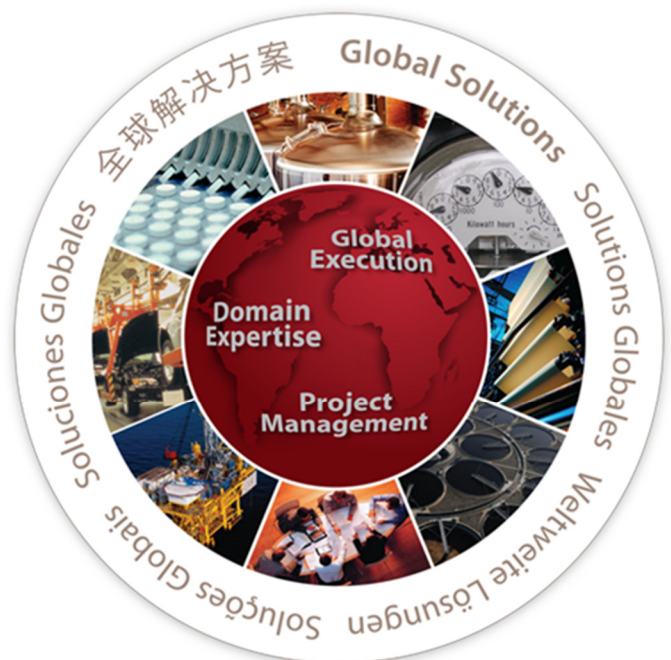 Global Solutions
Solutions Globales
Weltweite Lösungen
Soluções Globais
Soluciones Globales
全球解决方案
Global
Execution
Domain
Expertise
Project
Management
Kilowatt hours